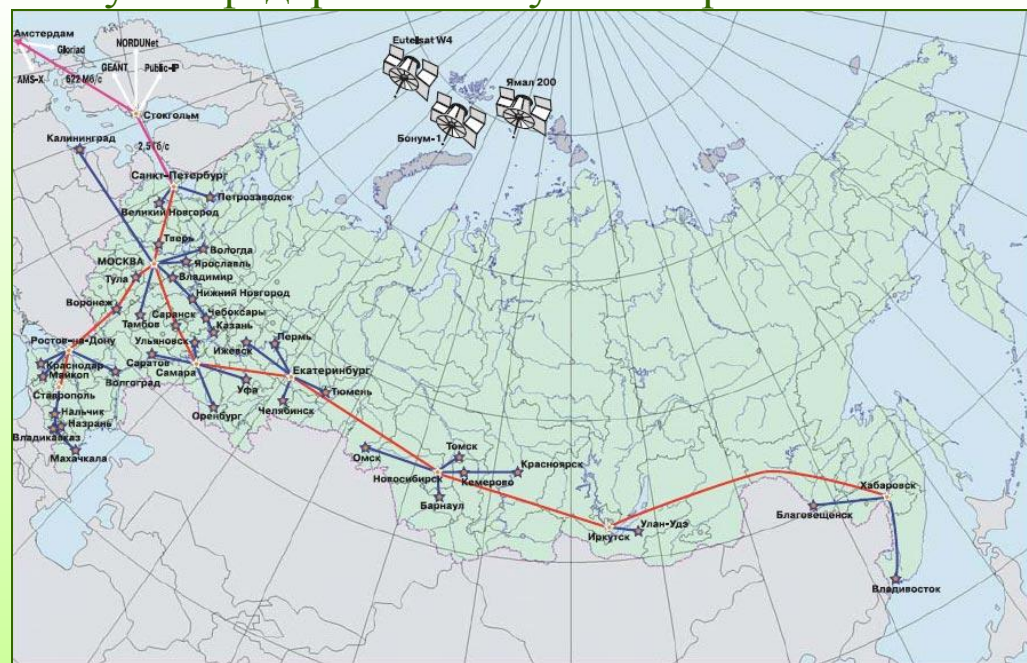 Амстердам
Gloriad
NORDUNet
GEANT
Public-IP
AMS-X
622 Мб/с
Стокгольм
Eutelsat W4
Ямал 200
Бонум-1
Калининград
2,5 Гб/с
Санкт-Петербург
Петрозаводск
Великий Новгород
Тверь
Вологда
МОСКВА
Ярославль
Тула
Владимир
Нижний Новгород
Воронеж
Саранск
Чебоксары
Тамбов
Казань
Ростов-на-Дону
Ульяновск
Ижевск
Пермь
Краснодар
Саратов
Самара
Майкоп
Волгоград
Екатеринбург
Уфа
Тюмень
Ставрополь
Челябинск
Оренбург
Нальчик
Назрань
Владикавказ
Махачкала
Омск
Томск
Новосибирск
Кемерово
Красноярск
Барнаул
Иркутск
Улан-Удэ
Хабаровск
Благовещенск
Владивосток